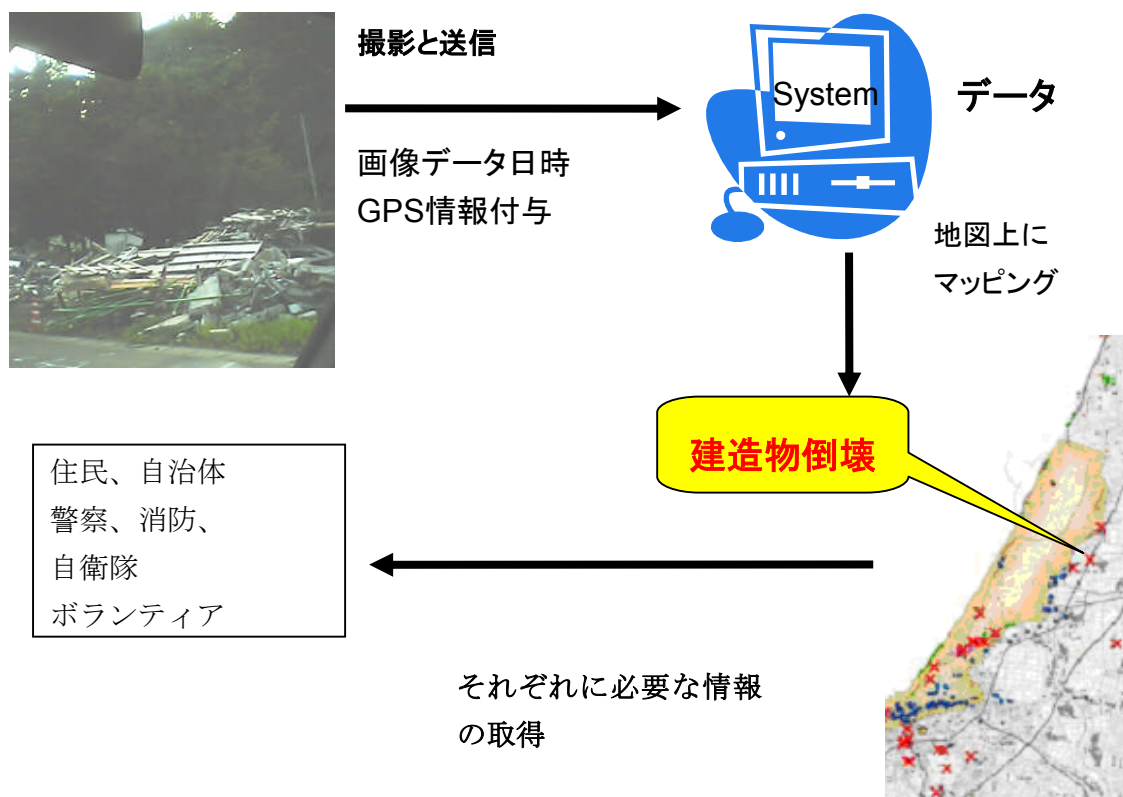 撮影と送信
画像データ日時
GPS情報付与
System
データ
地図上に
マッピング
建造物倒壊
住民、自治体
警察、消防、
自衛隊
ボランティア
それぞれに必要な情報
の取得